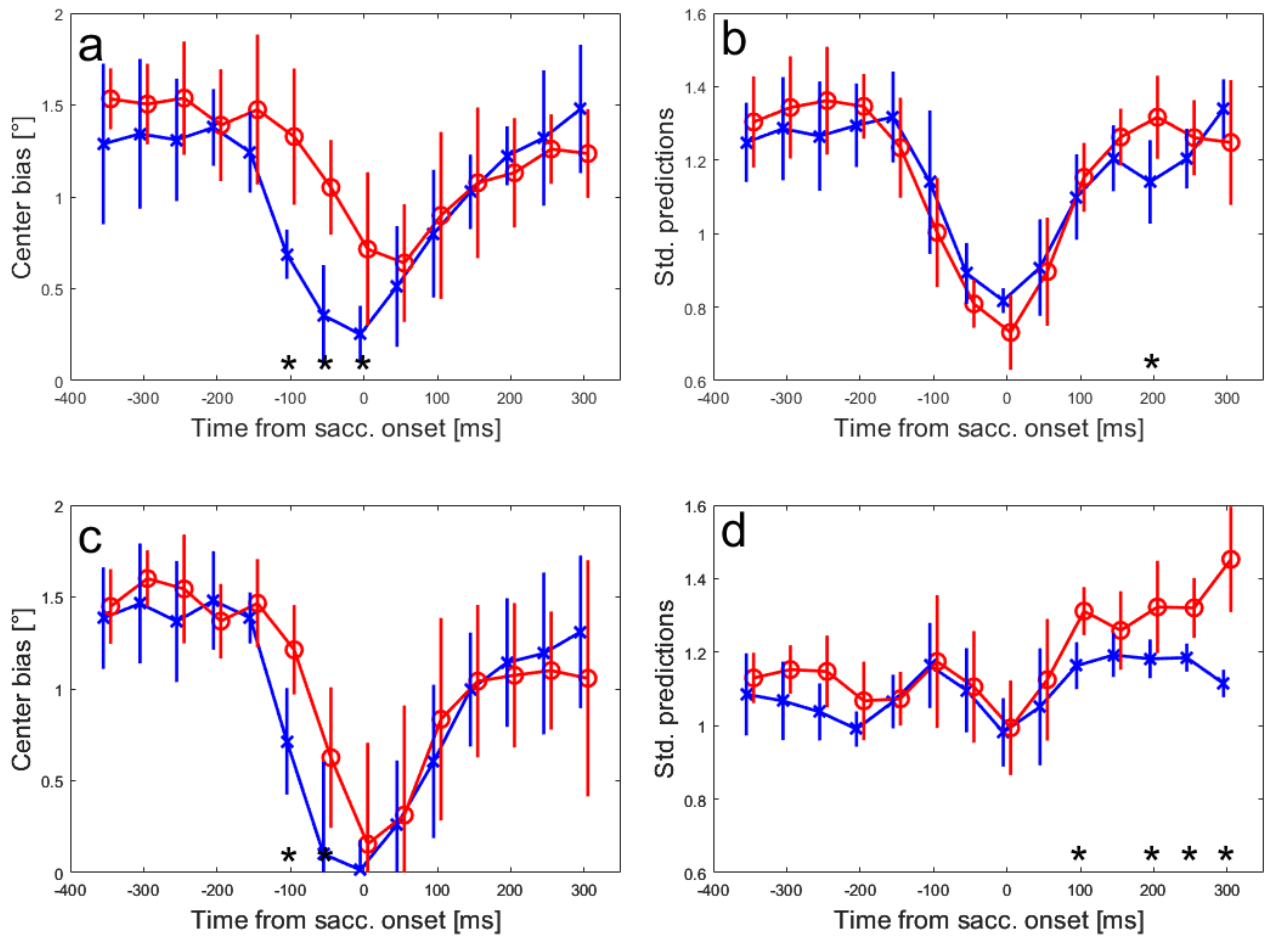 a
Center bias [°]
2
1.5
1
0.5
0
* * *
-400 -300 -200 -100 0 100 200 300
Time from sacc. onset [ms]
b
Std. predictions
1.6
1.4
1.2
1
0.8
0.6
*
-400 -300 -200 -100 0 100 200 300
Time from sacc. onset [ms]
c
Center bias [°]
2
1.5
1
0.5
0
* *
-400 -300 -200 -100 0 100 200 300
Time from sacc. onset [ms]
d
Std. predictions
1.6
1.4
1.2
1
0.8
0.6
* * * *
-400 -300 -200 -100 0 100 200 300
Time from sacc. onset [ms]